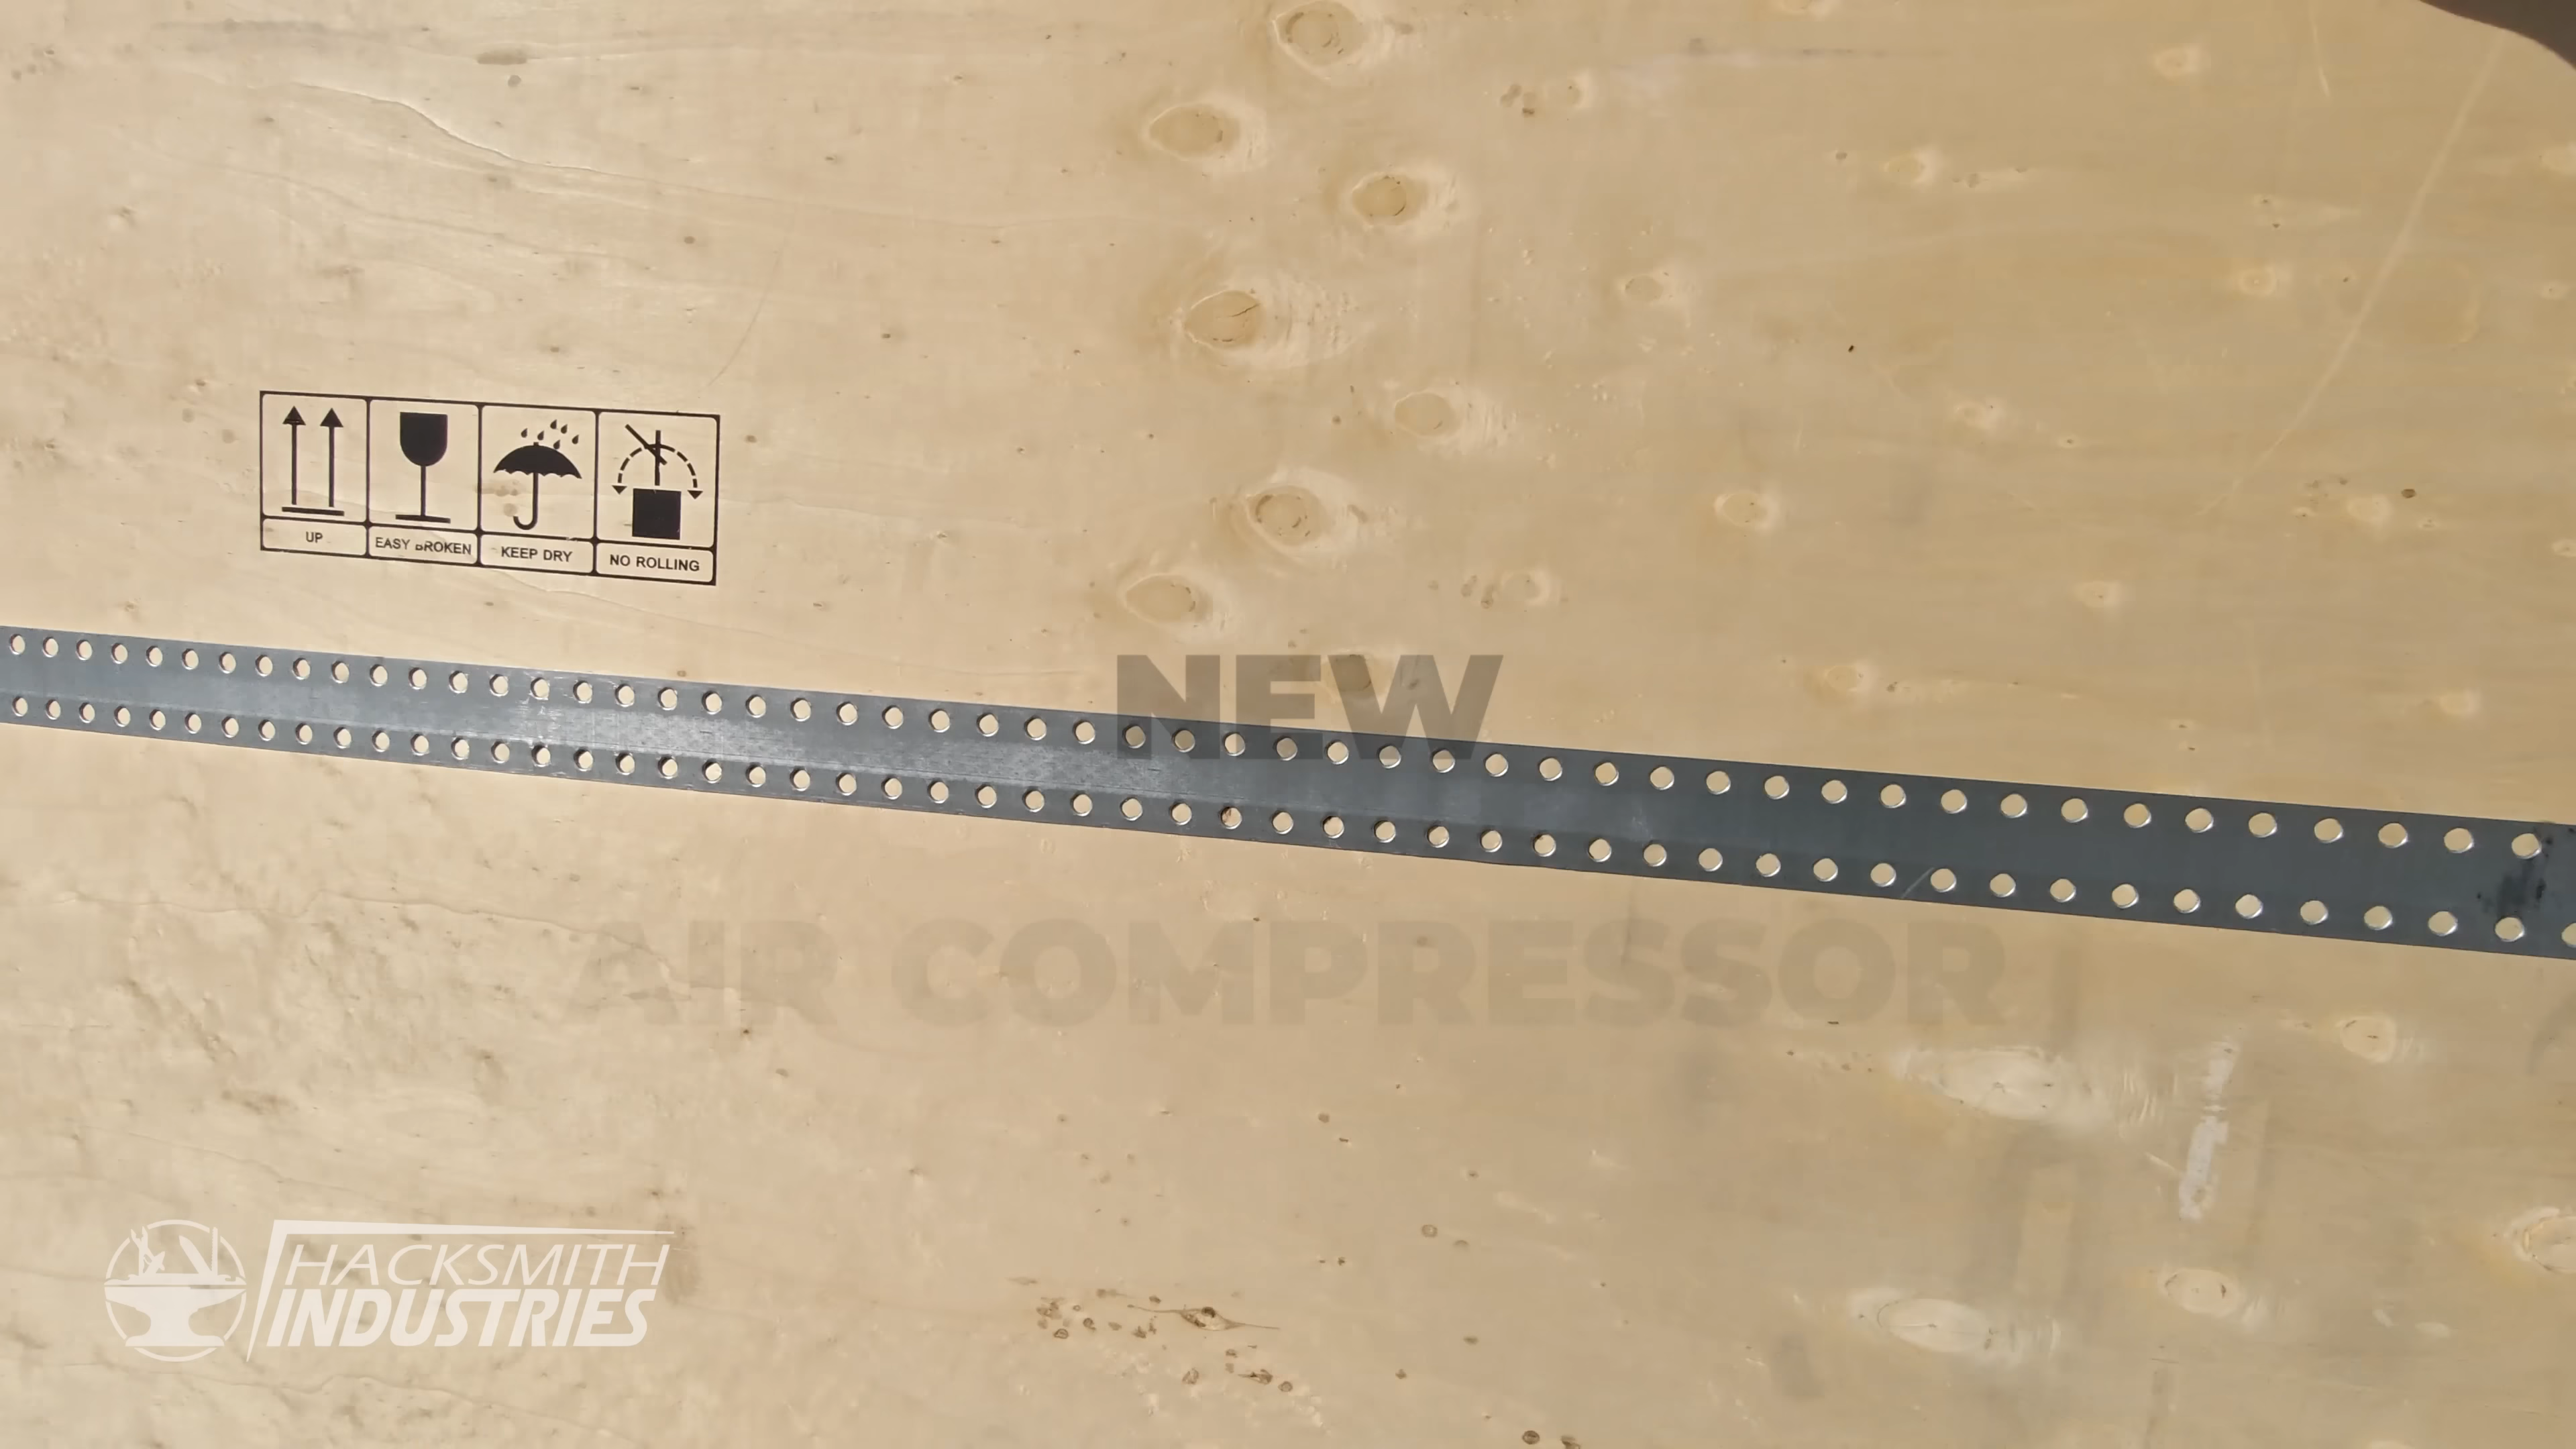 UP
EASY BROKEN
KEEP DRY
NO ROLLING
NEW
AIR COMPRESSOR
HACKSMITH
INDUSTRIES